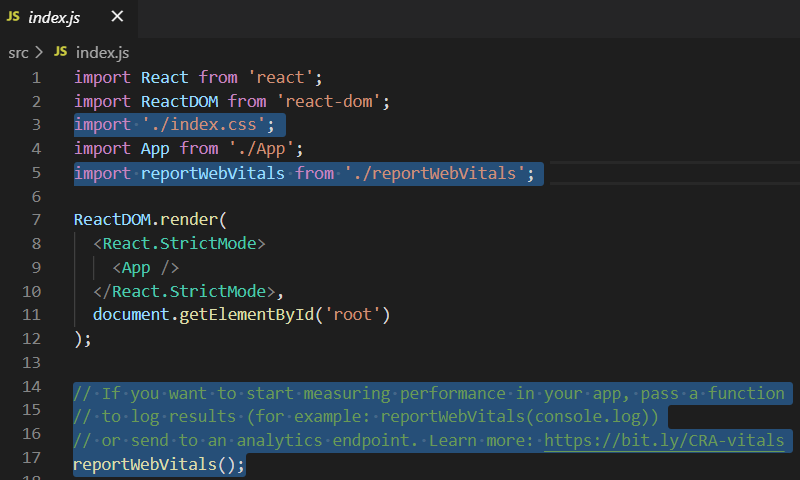 JS index.js ×
src > JS index.js
1 import React from 'react';
2 import ReactDOM from 'react-dom';
3 import './index.css';
4 import App from './App';
5 import reportWebVitals from './reportWebVitals';
6
7 ReactDOM.render(
8 <React.StrictMode>
9 <App />
10 </React.StrictMode>,
11 document.getElementById('root')
12 );
13
14 // If you want to start measuring performance in your app, pass a function
15 // to log results (for example: reportWebVitals(console.log))
16 // or send to an analytics endpoint. Learn more: https://bit.ly/CRA-vitals
17 reportWebVitals();
18